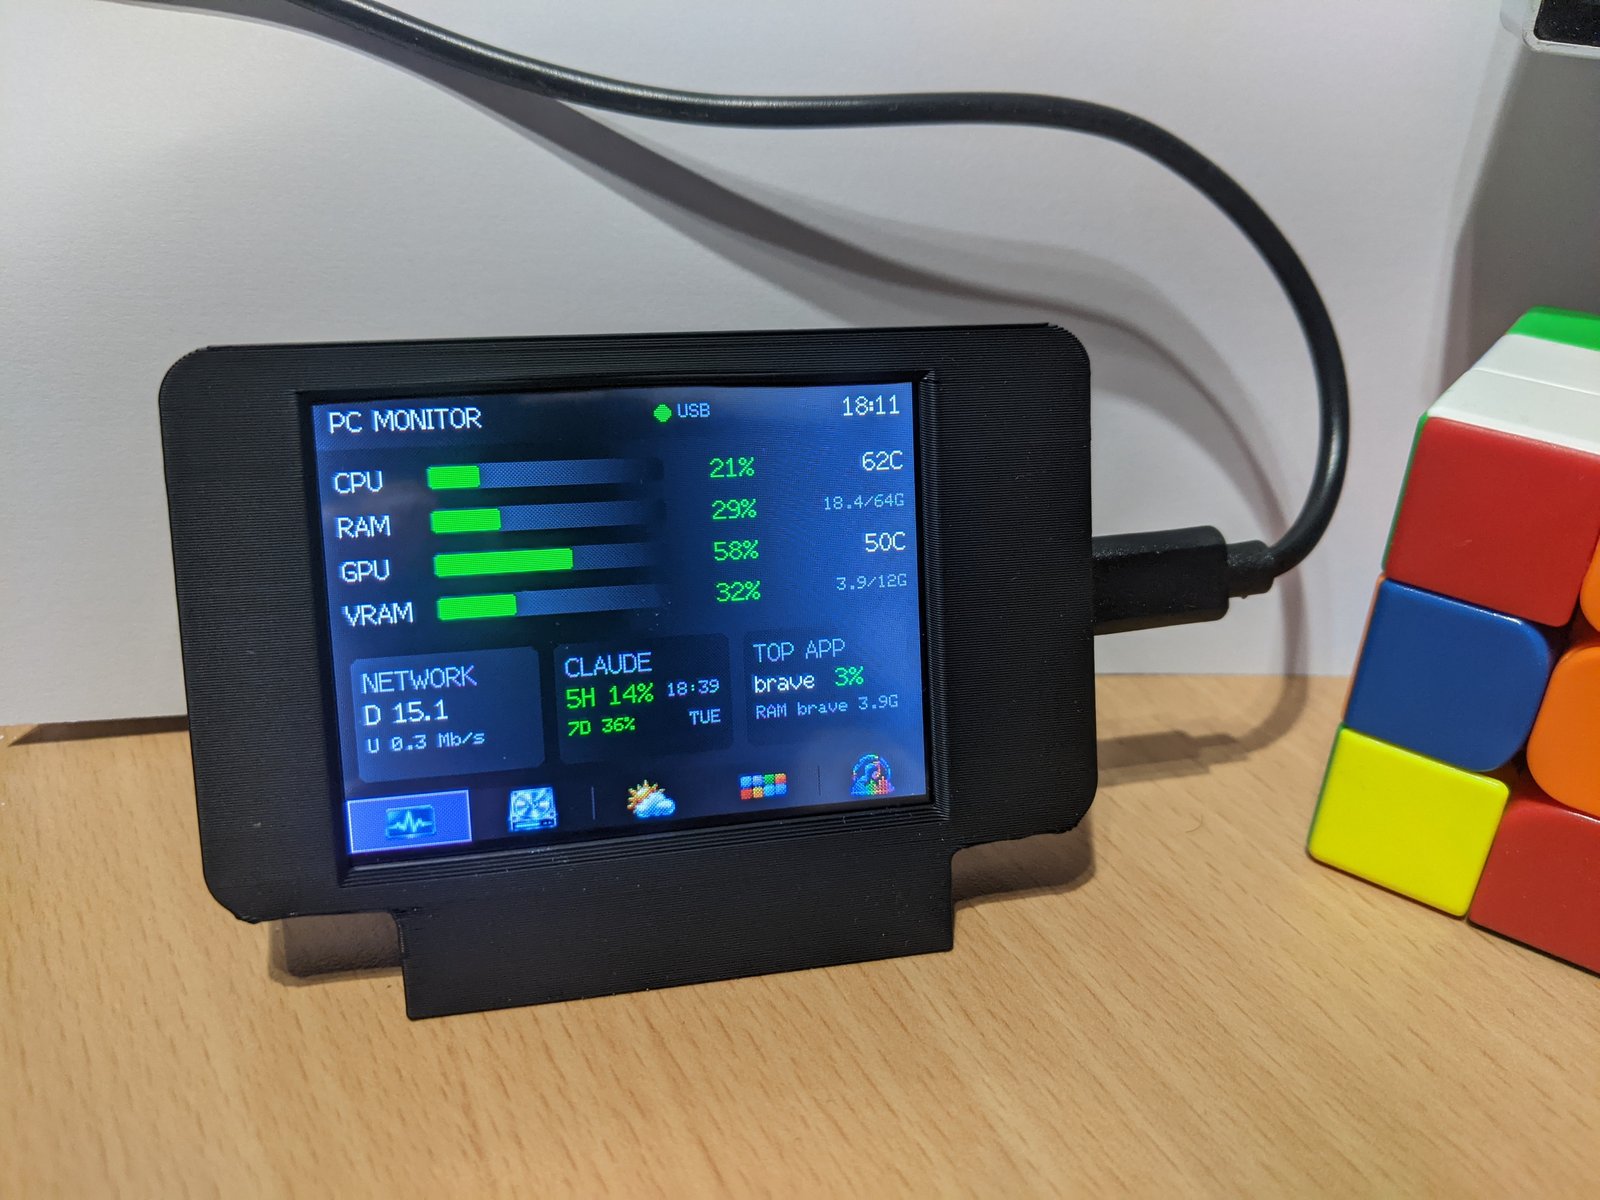 PC MONITOR USB 18:11
CPU 21% 62C
RAM 29% 18.4/64G
GPU 58% 50C
VRAM 32% 3.9/12G
NETWORK
D 15.1
U 0.3 Mb/s
CLAUDE
5H 14% 18:39
7D 36% TUE
TOP APP
brave 3%
RAM brave 3.9G